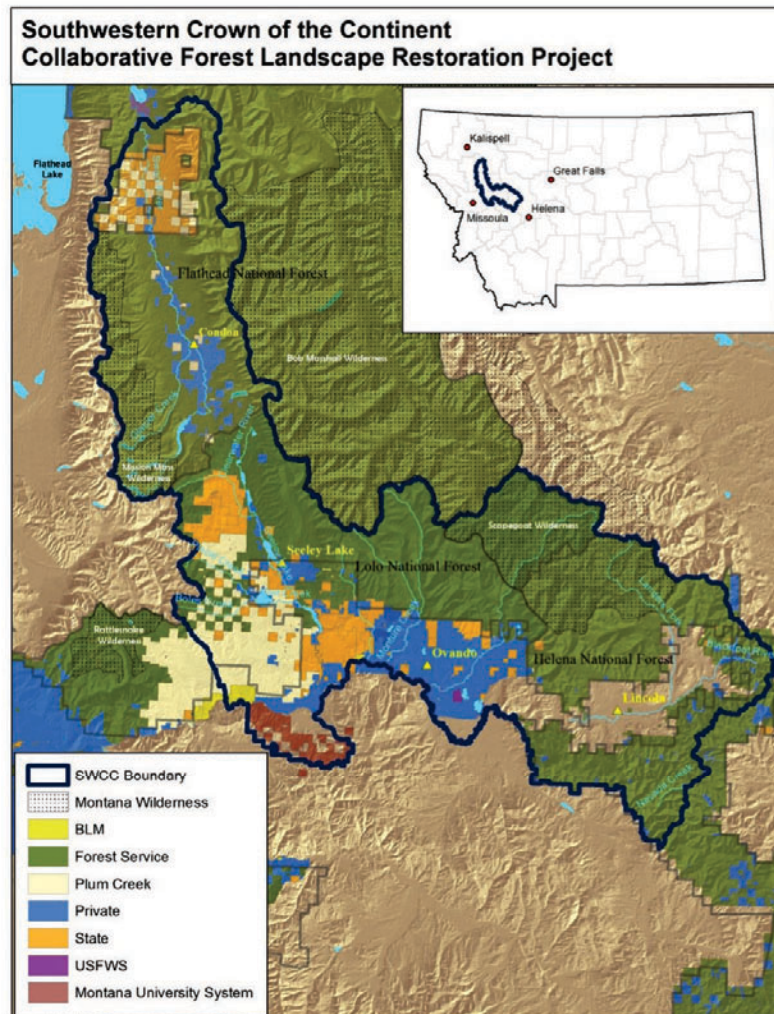 Southwestern Crown of the Continent
Collaborative Forest Landscape Restoration Project
Kalispell
Great Falls
Missoula
Helena
Flathead
Lake
Flathead National Forest
Condon
Bob Marshall Wilderness
Mission Mtns
Wilderness
Scapegoat Wilderness
Seeley Lake
Lolo National Forest
Rattlesnake
Wilderness
Ovando
Helena National Forest
Lincoln
Nevada Creek
SWCC Boundary
Montana Wilderness
BLM
Forest Service
Plum Creek
Private
State
USFWS
Montana University System